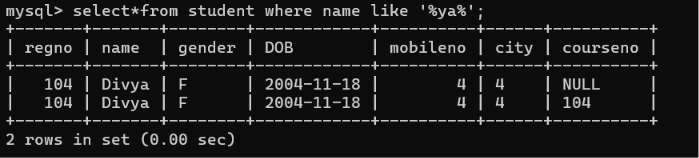 mysql> select*from student where name like '%ya%';
+-------+-------+--------+------------+----------+------+----------+
| regno | name  | gender | DOB        | mobileno | city | courseno |
+-------+-------+--------+------------+----------+------+----------+
|   104 | Divya | F      | 2004-11-18 |        4 | 4    | NULL     |
|   104 | Divya | F      | 2004-11-18 |        4 | 4    | 104      |
+-------+-------+--------+------------+----------+------+----------+
2 rows in set (0.00 sec)